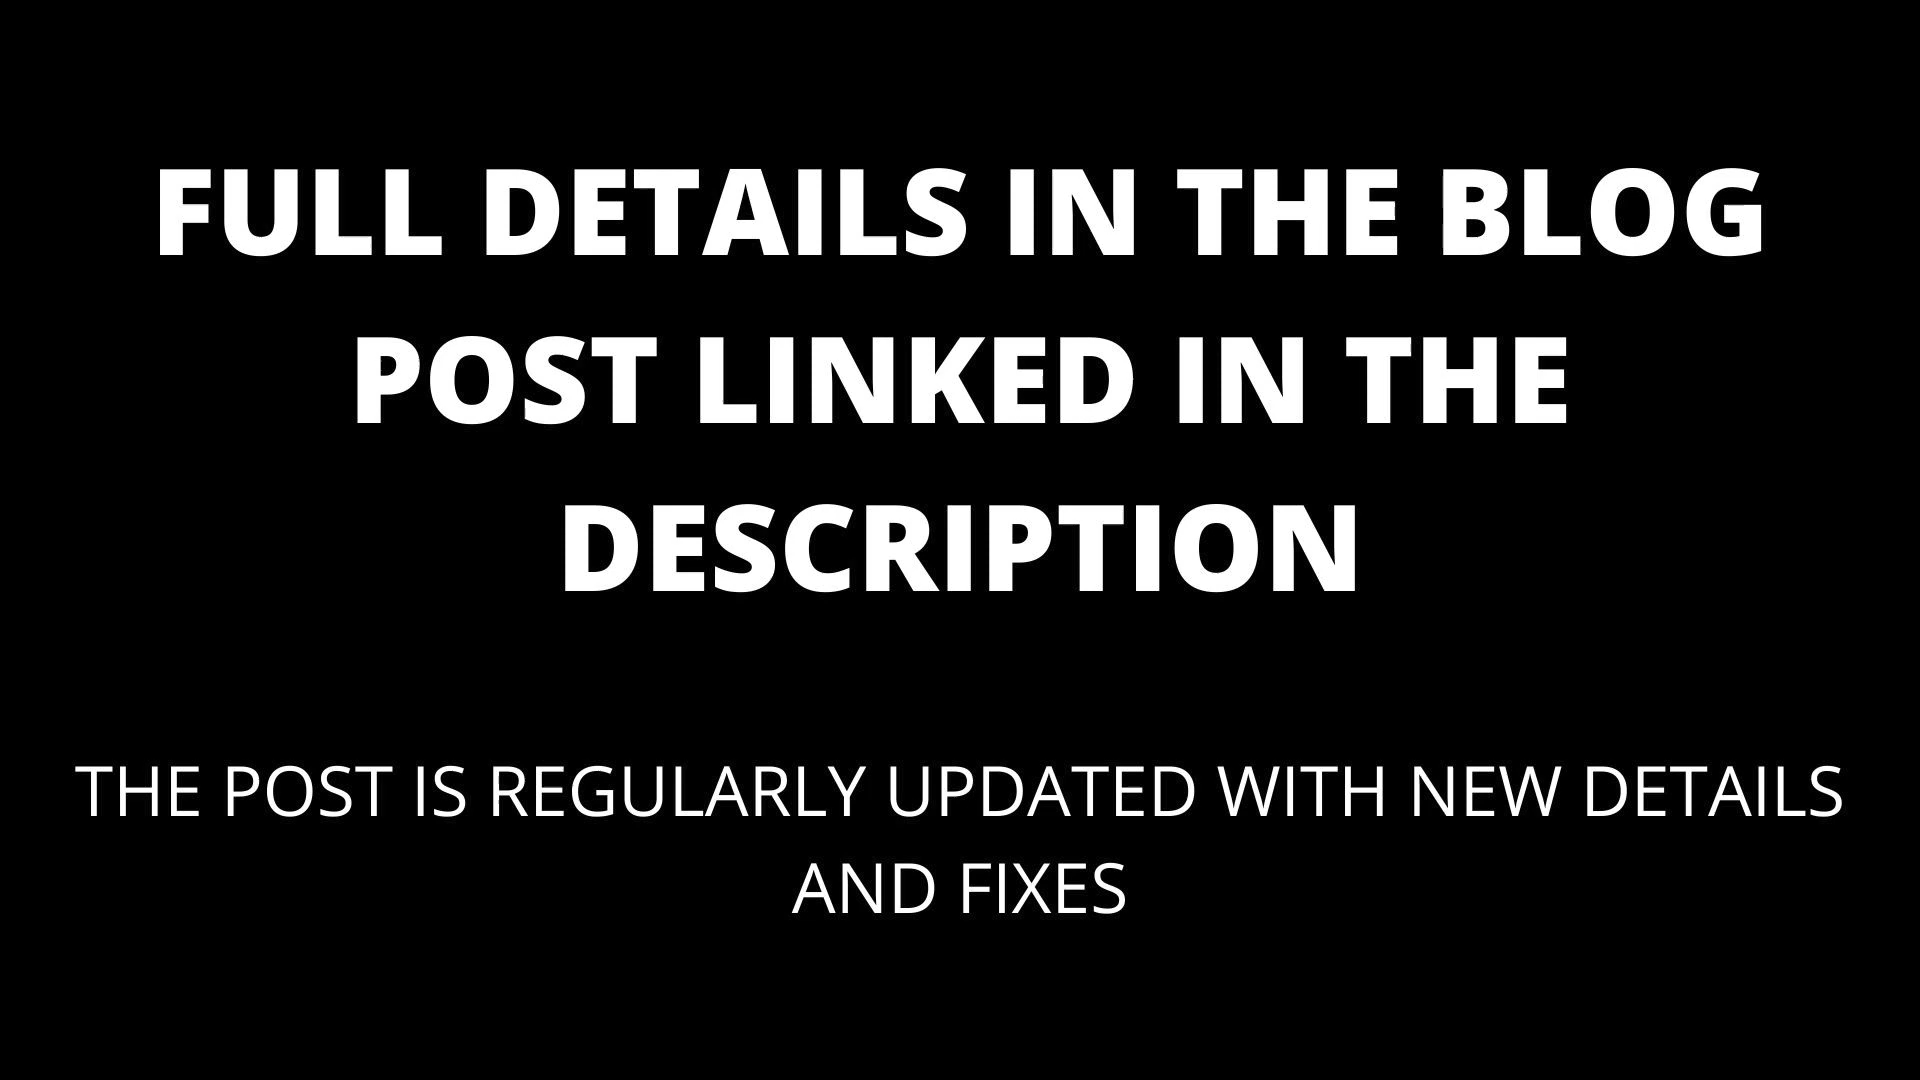 FULL DETAILS IN THE BLOG
POST LINKED IN THE
DESCRIPTION
THE POST IS REGULARLY UPDATED WITH NEW DETAILS
AND FIXES